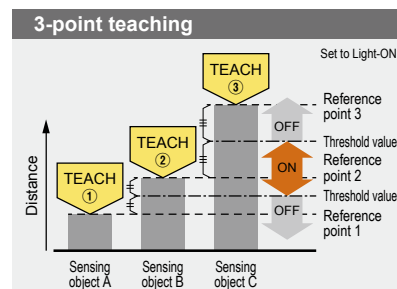 3-point teaching
Set to Light-ON
TEACH
③
TEACH
②
TEACH
①
Distance
OFF
ON
OFF
Reference
point 3
Threshold value
Reference
point 2
Threshold value
Reference
point 1
Sensing
object A
Sensing
object B
Sensing
object C